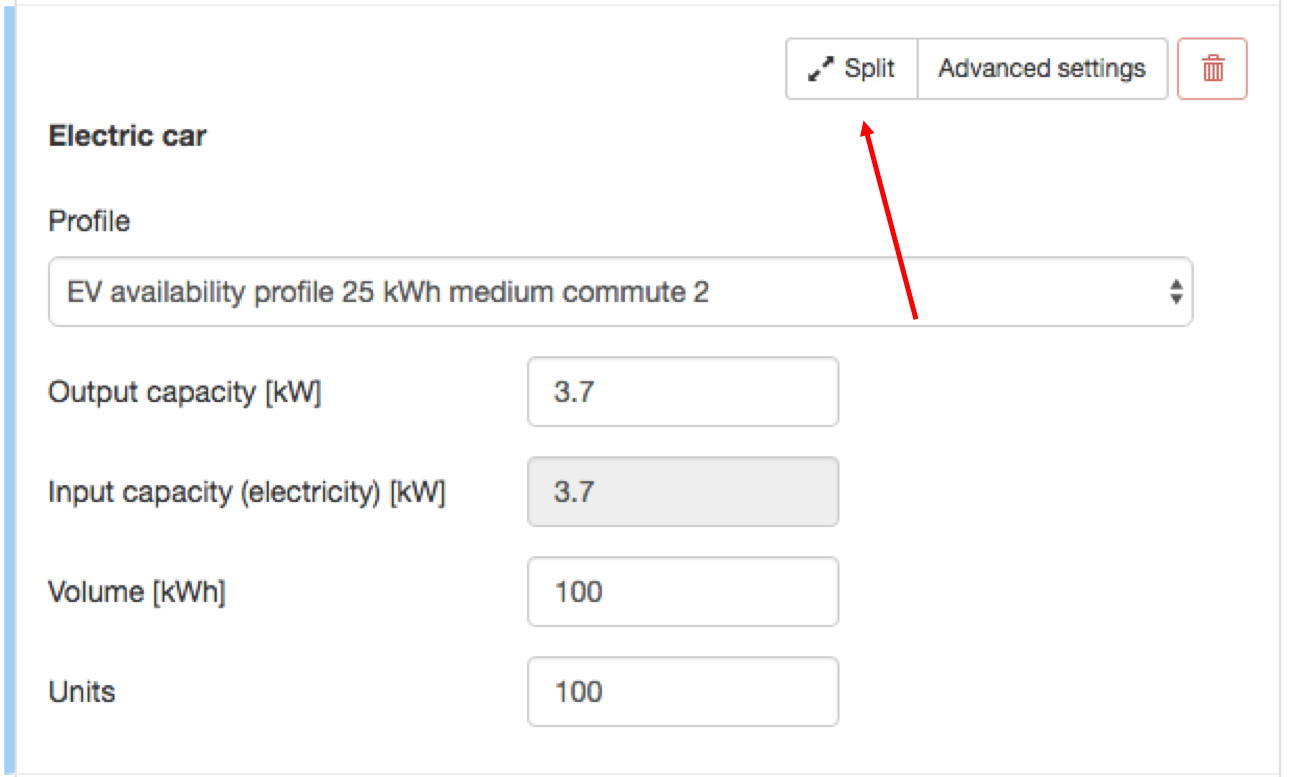 Split Advanced settings
Electric car
Profile
EV availability profile 25 kWh medium commute 2
Output capacity [kW] 3.7
Input capacity (electricity) [kW] 3.7
Volume [kWh] 100
Units 100